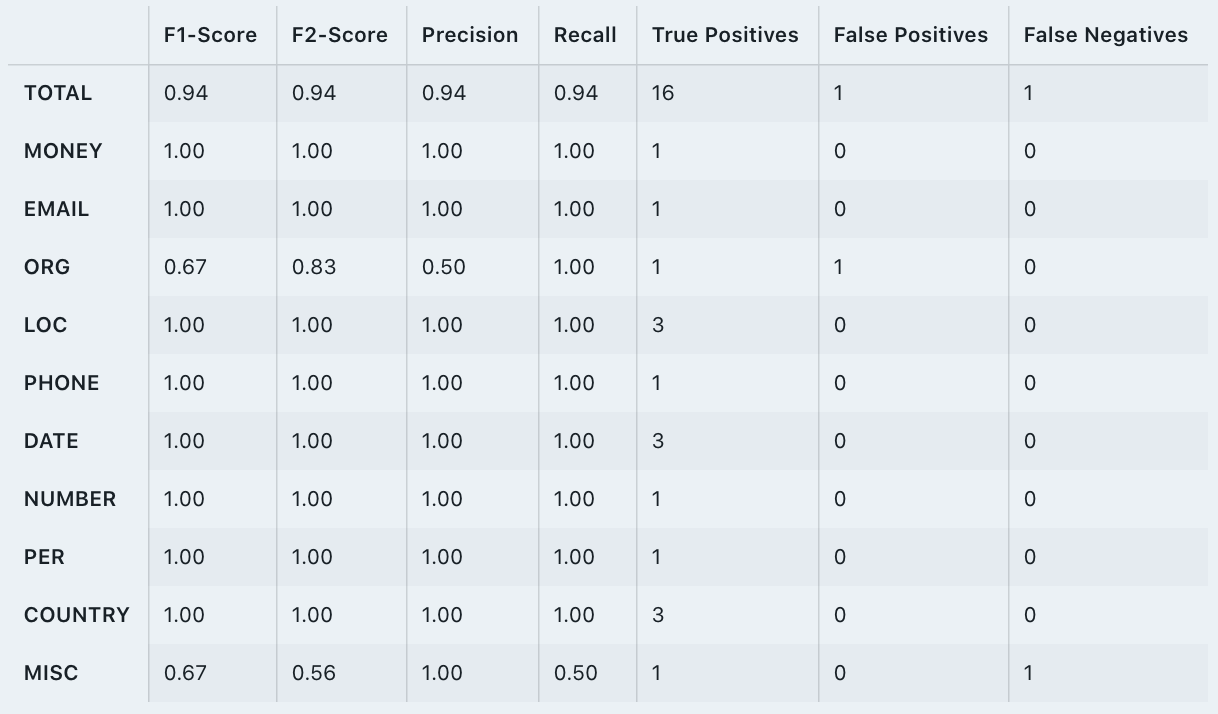 F1-Score F2-Score Precision Recall True Positives False Positives False Negatives
TOTAL 0.94 0.94 0.94 0.94 16 1 1
MONEY 1.00 1.00 1.00 1.00 1 0 0
EMAIL 1.00 1.00 1.00 1.00 1 0 0
ORG 0.67 0.83 0.50 1.00 1 1 0
LOC 1.00 1.00 1.00 1.00 3 0 0
PHONE 1.00 1.00 1.00 1.00 1 0 0
DATE 1.00 1.00 1.00 1.00 3 0 0
NUMBER 1.00 1.00 1.00 1.00 1 0 0
PER 1.00 1.00 1.00 1.00 1 0 0
COUNTRY 1.00 1.00 1.00 1.00 3 0 0
MISC 0.67 0.56 1.00 0.50 1 0 1